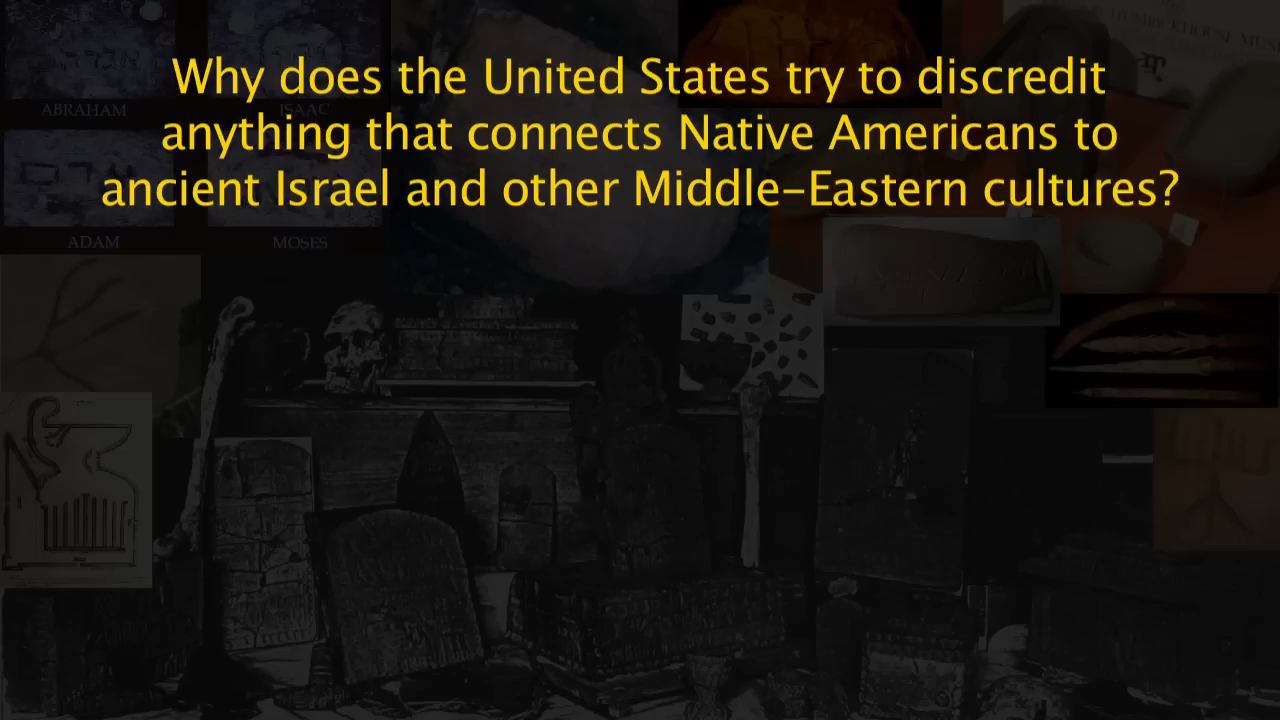 Why does the United States try to discredit
anything that connects Native Americans to
ancient Israel and other Middle-Eastern cultures?
ABRAHAM
ISAAC
ADAM
MOSES